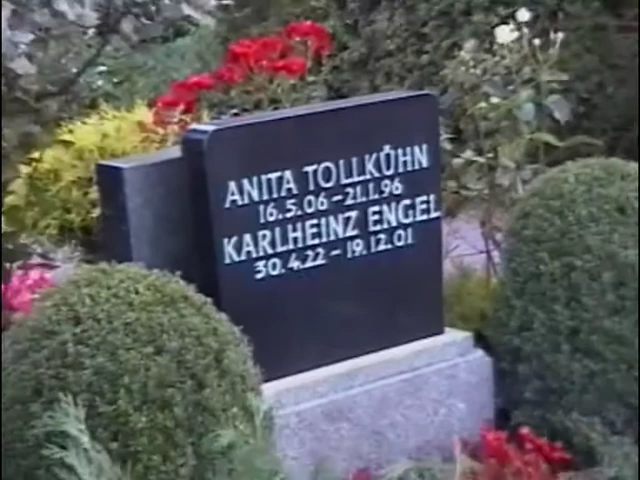 ANITA TOLLKÜHN
16.5.06-21.1.96
KARLHEINZ ENGEL
30.4.22 - 19.12.01